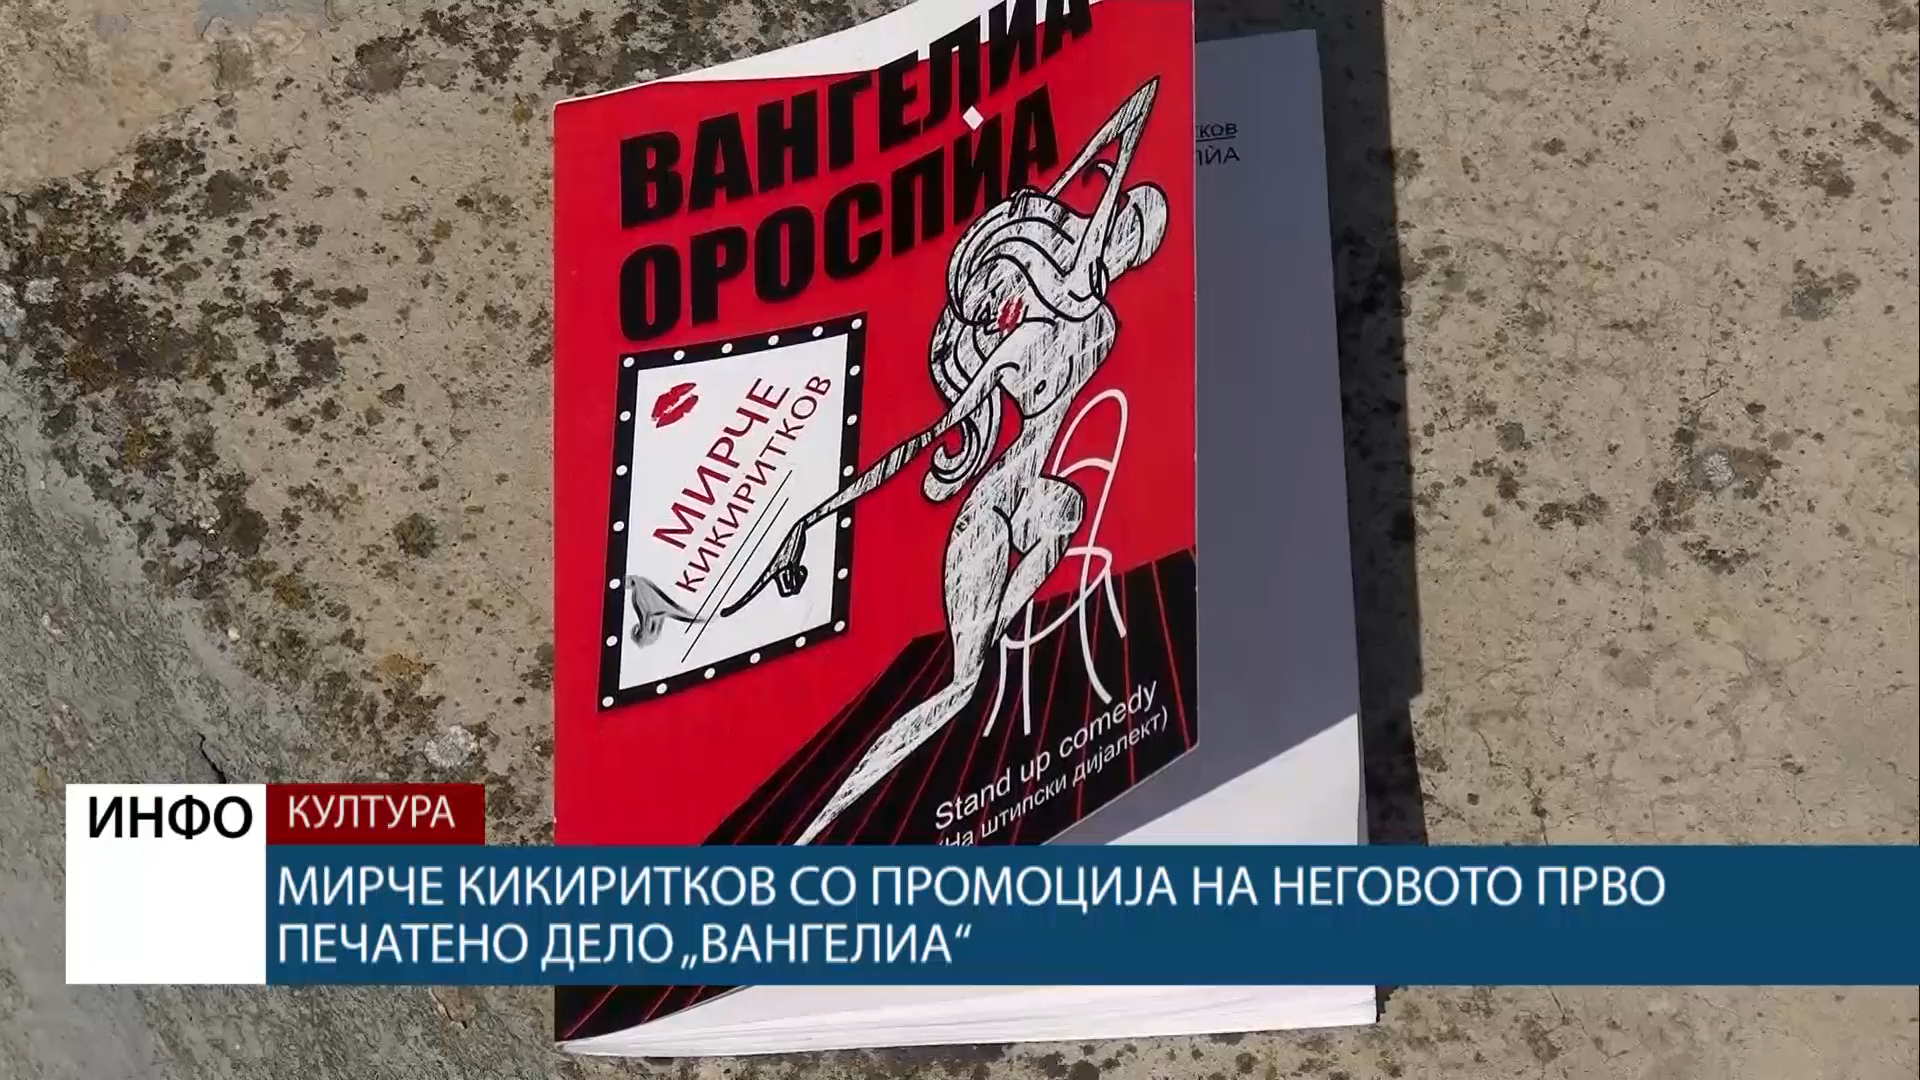 ВАНГЕЛИА
ОРОСПИА
МИРЧЕ
КИКИРИТКОВ
Stand up comedy
(На штипски дијалект)
ИНФО
КУЛТУРА
МИРЧЕ КИКИРИТКОВ СО ПРОМОЦИЈА НА НЕГОВОТО ПРВО
ПЕЧАТЕНО ДЕЛО „ВАНГЕЛИА“